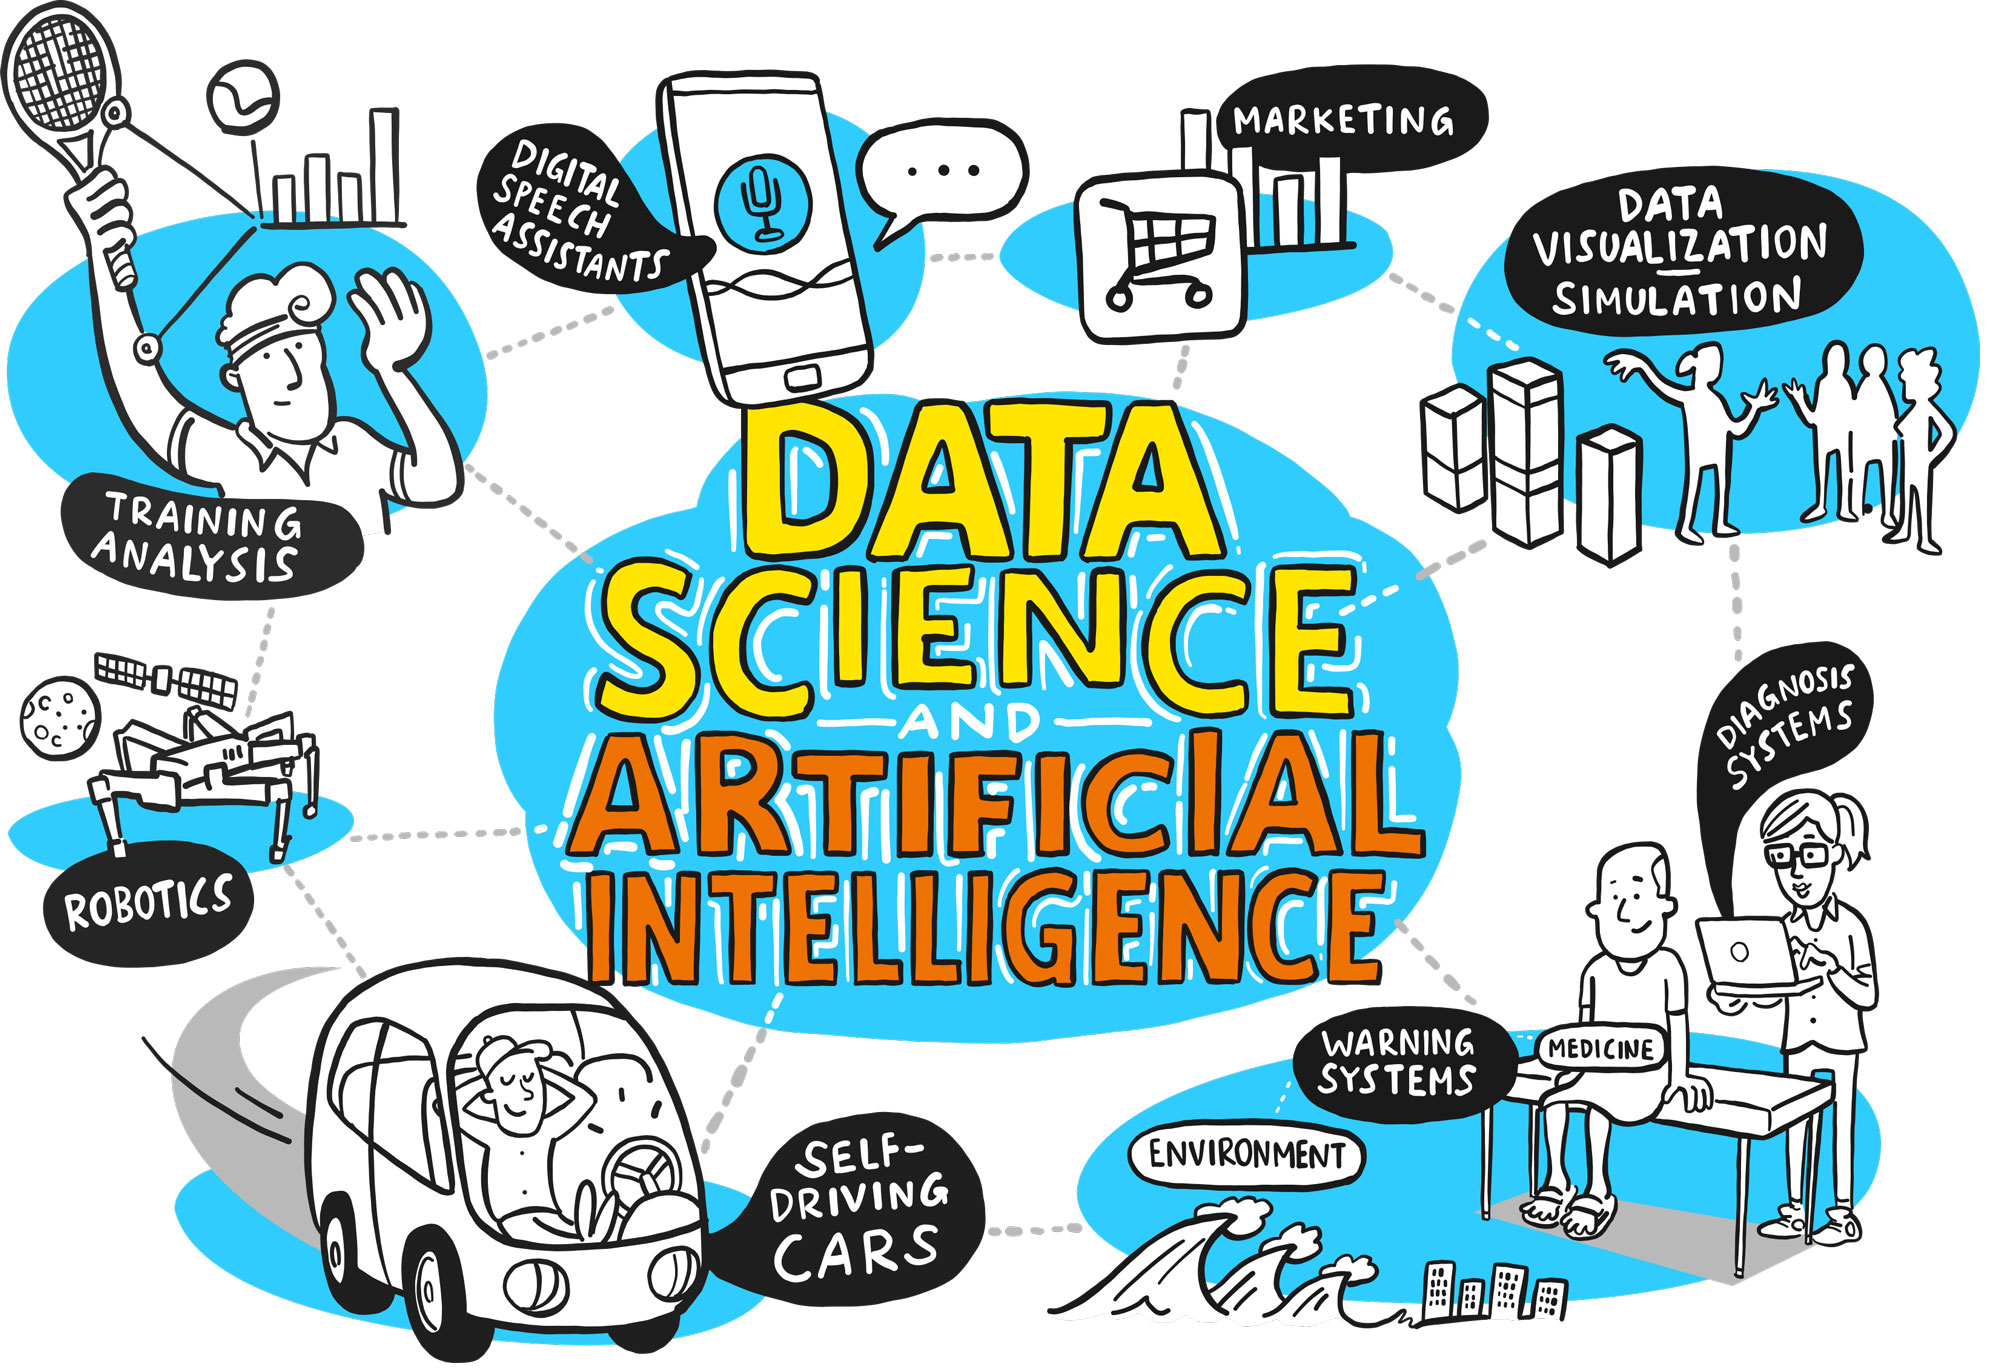 DIGITAL
SPEECH
ASSISTANTS
MARKETING
DATA
VISUALIZATION
SIMULATION
TRAINING
ANALYSIS
DATA
SCIENCE
AND
ARTIFICIAL
INTELLIGENCE
ROBOTICS
DIAGNOSIS
SYSTEMS
WARNING
SYSTEMS
MEDICINE
ENVIRONMENT
SELF-
DRIVING
CARS